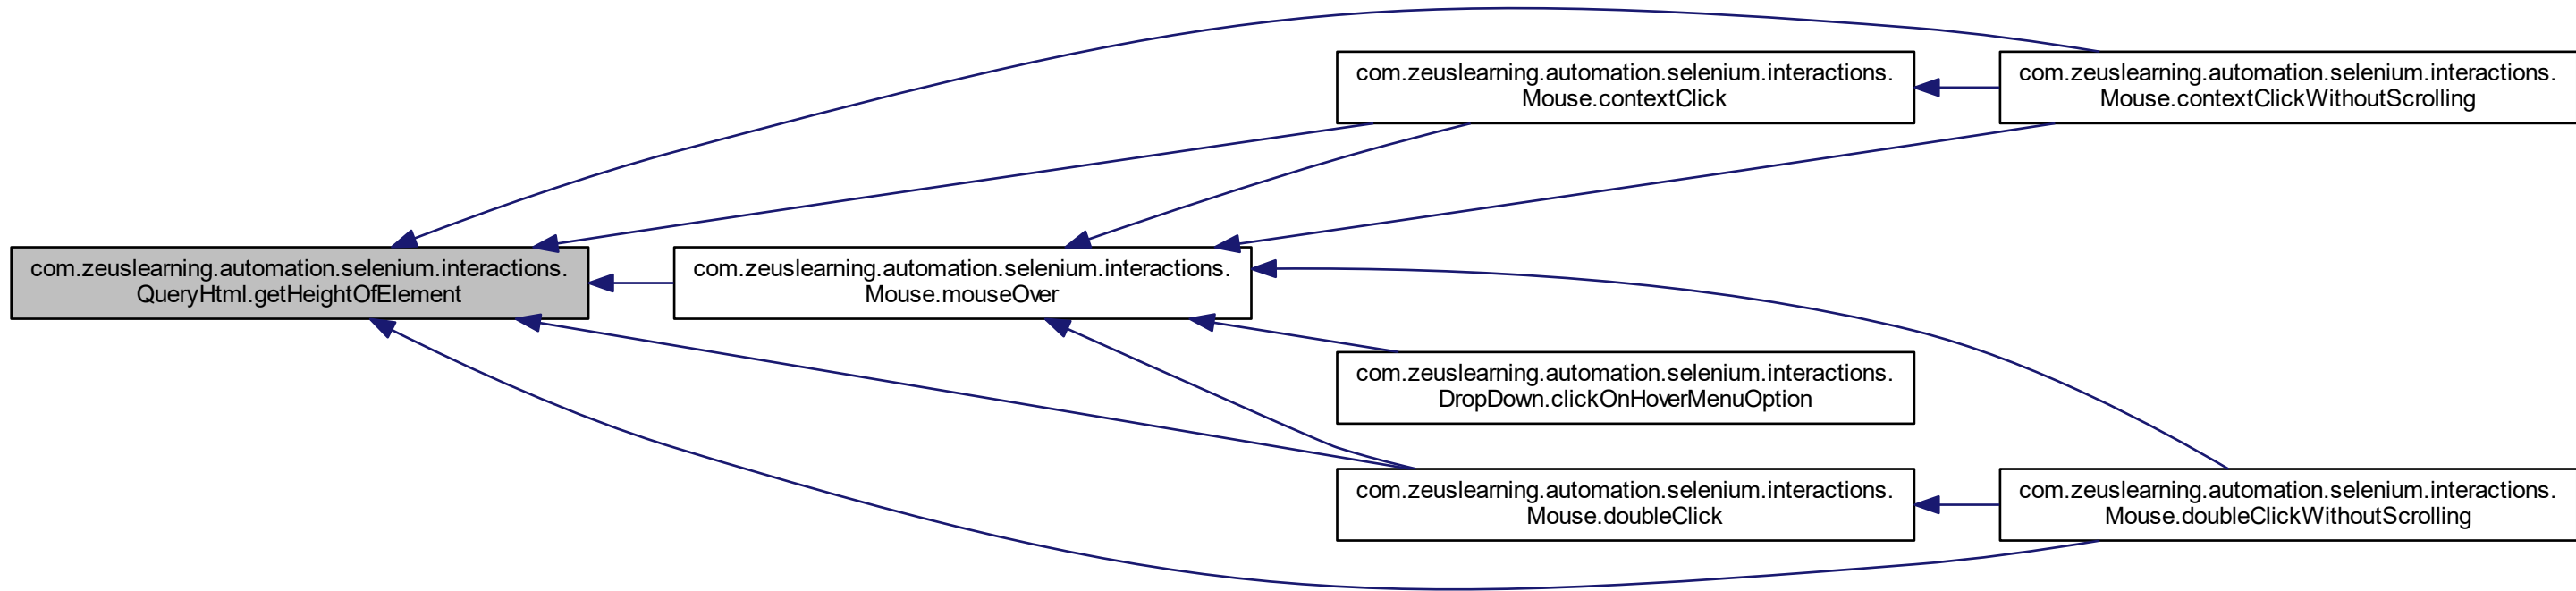 com.zeuslearning.automation.selenium.interactions.
QueryHtml.getHeightOfElement
com.zeuslearning.automation.selenium.interactions.
Mouse.mouseOver
com.zeuslearning.automation.selenium.interactions.
Mouse.contextClick
com.zeuslearning.automation.selenium.interactions.
Mouse.contextClickWithoutScrolling
com.zeuslearning.automation.selenium.interactions.
DropDown.clickOnHoverMenuOption
com.zeuslearning.automation.selenium.interactions.
Mouse.doubleClick
com.zeuslearning.automation.selenium.interactions.
Mouse.doubleClickWithoutScrolling